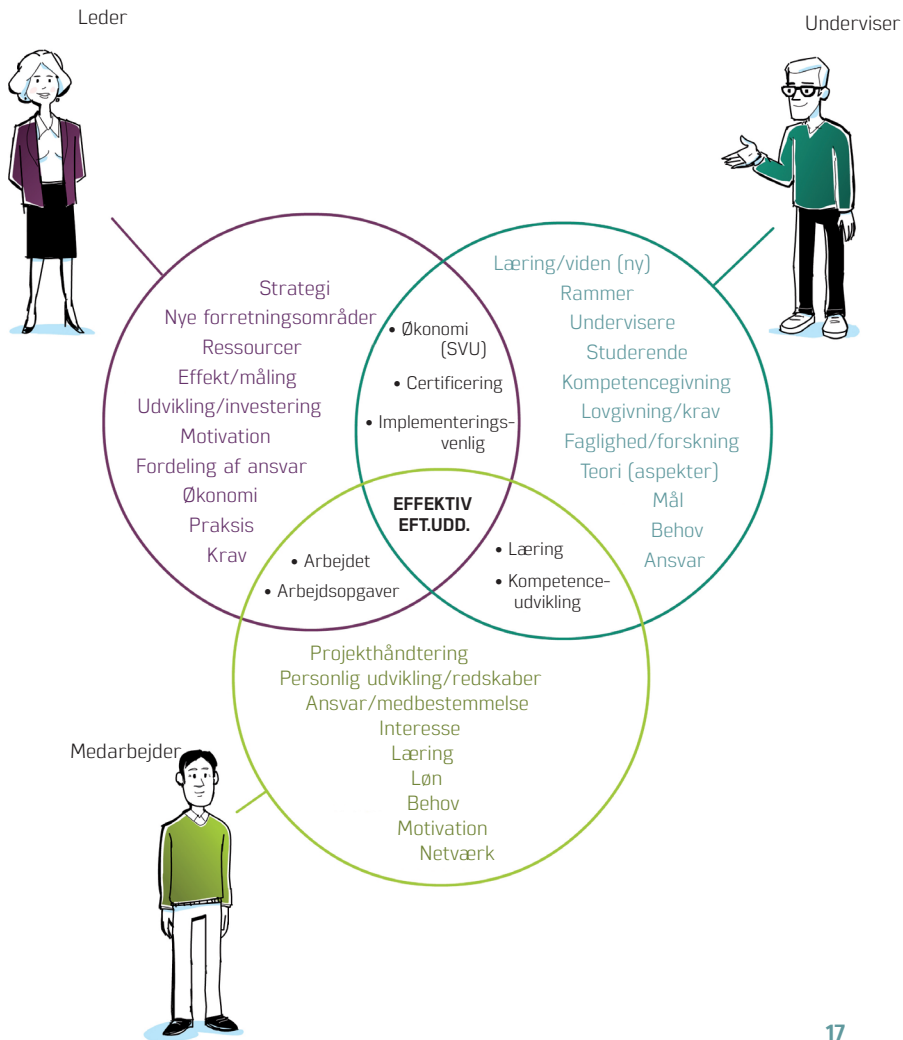 Leder
Underviser
Strategi
Nye forretningsområder
Ressourcer
Effekt/måling
Udvikling/investering
Motivation
Fordeling af ansvar
Økonomi
Praksis
Krav
• Økonomi
(SVU)
• Certificering
• Implementerings-
venlig
Læring/viden (ny)
Rammer
Undervisere
Studerende
Kompetencegivning
Lovgivning/krav
Faglighed/forskning
Teori (aspekter)
Mål
Behov
Ansvar
EFFEKTIV
EFT.UDD.
• Arbejdet
• Arbejdsopgaver
• Læring
• Kompetence-
udvikling
Projekthåndtering
Personlig udvikling/redskaber
Ansvar/medbestemmelse
Interesse
Læring
Løn
Behov
Motivation
Netværk
Medarbejder
17